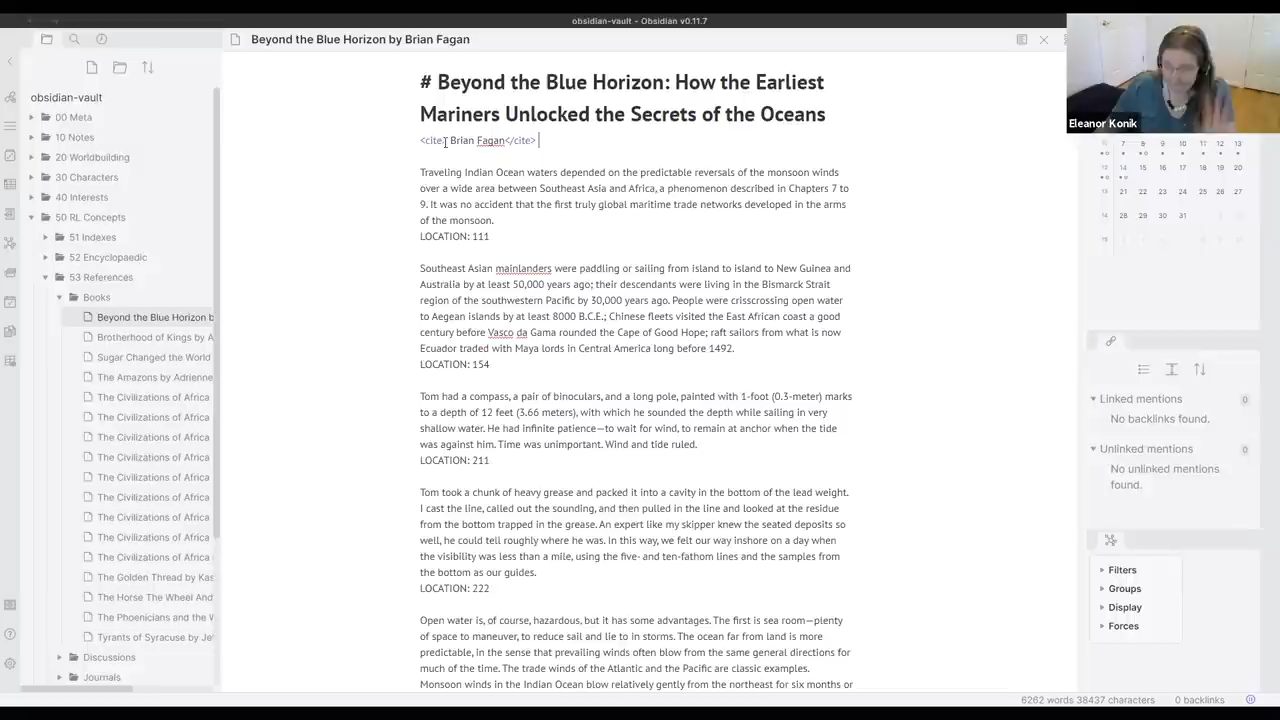 obsidian-vault - Obsidian v0.11.7
Beyond the Blue Horizon by Brian Fagan
Eleanor Konik
obsidian-vault
00 Meta
10 Notes
20 Worldbuilding
30 Characters
40 Interests
50 RL Concepts
51 Indexes
52 Encyclopaedic
53 References
Books
Beyond the Blue Horizon b
Brotherhood of Kings by A
Sugar Changed the World
The Amazons by Adrienne
The Civilizations of Africa
The Civilizations of Africa
The Civilizations of Africa
The Civilizations of Africa
The Civilizations of Africa
The Civilizations of Africa
The Civilizations of Africa
The Civilizations of Africa
The Civilizations of Africa
The Golden Thread by Kas
The Horse The Wheel And
The Phoenicians and the W
Tyrants of Syracuse by Je
Discussions
Journals
# Beyond the Blue Horizon: How the Earliest
Mariners Unlocked the Secrets of the Oceans
<cite> Brian Fagan</cite>
Traveling Indian Ocean waters depended on the predictable reversals of the monsoon winds
over a wide area between Southeast Asia and Africa, a phenomenon described in Chapters 7 to
9. It was no accident that the first truly global maritime trade networks developed in the arms
of the monsoon.
LOCATION: 111
Southeast Asian mainlanders were paddling or sailing from island to island to New Guinea and
Australia by at least 50,000 years ago; their descendants were living in the Bismarck Strait
region of the southwestern Pacific by 30,000 years ago. People were crisscrossing open water
to Aegean islands by at least 8000 B.C.E.; Chinese fleets visited the East African coast a good
century before Vasco da Gama rounded the Cape of Good Hope; raft sailors from what is now
Ecuador traded with Maya lords in Central America long before 1492.
LOCATION: 154
Tom had a compass, a pair of binoculars, and a long pole, painted with 1-foot (0.3-meter) marks
to a depth of 12 feet (3.66 meters), with which he sounded the depth while sailing in very
shallow water. He had infinite patience—to wait for wind, to remain at anchor when the tide
was against him. Time was unimportant. Wind and tide ruled.
LOCATION: 211
Tom took a chunk of heavy grease and packed it into a cavity in the bottom of the lead weight.
I cast the line, called out the sounding, and then pulled in the line and looked at the residue
from the bottom trapped in the grease. An expert like my skipper knew the seated deposits so
well, he could tell roughly where he was. In this way, we felt our way inshore on a day when
the visibility was less than a mile, using the five- and ten-fathom lines and the samples from
the bottom as our guides.
LOCATION: 222
Open water is, of course, hazardous, but it has some advantages. The first is sea room—plenty
of space to maneuver, to reduce sail and lie to in storms. The ocean far from land is more
predictable, in the sense that prevailing winds often blow from the same general directions for
much of the time. The trade winds of the Atlantic and the Pacific are classic examples.
Monsoon winds in the Indian Ocean blow relatively gently from the northeast for six months or
7 8 9 10 11 12 13
14 15 16 17 18 19 20
21 22 23 24 25 26 27
14 28 29 30 31
Linked mentions 0
No backlinks found.
Unlinked mentions 0
No unlinked mentions
found.
Filters
Groups
Display
Forces
6262 words 38437 characters 0 backlinks